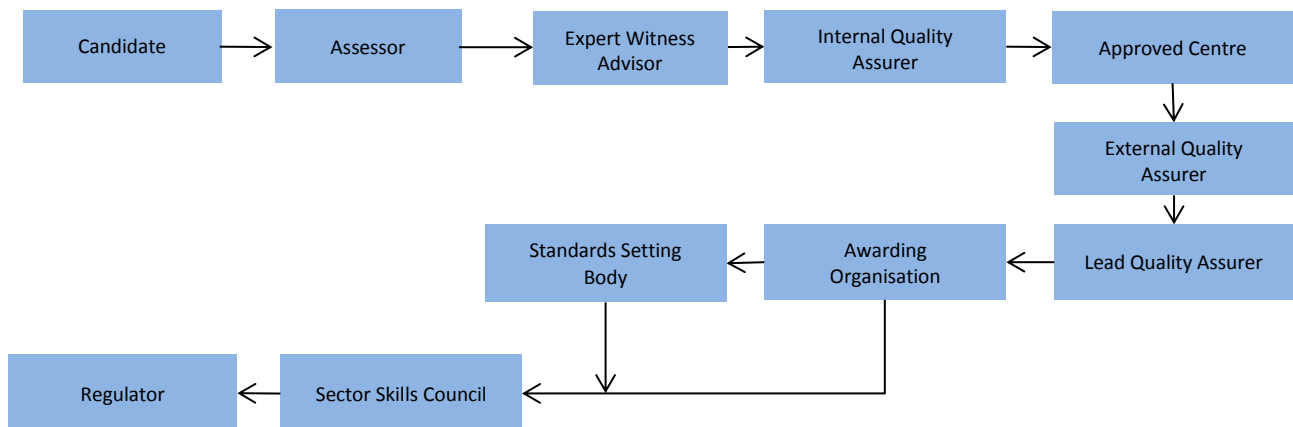 Candidate
Assessor
Expert Witness
Advisor
Internal Quality
Assurer
Approved Centre
External Quality
Assurer
Standards Setting
Body
Awarding
Organisation
Lead Quality Assurer
Regulator
Sector Skills Council